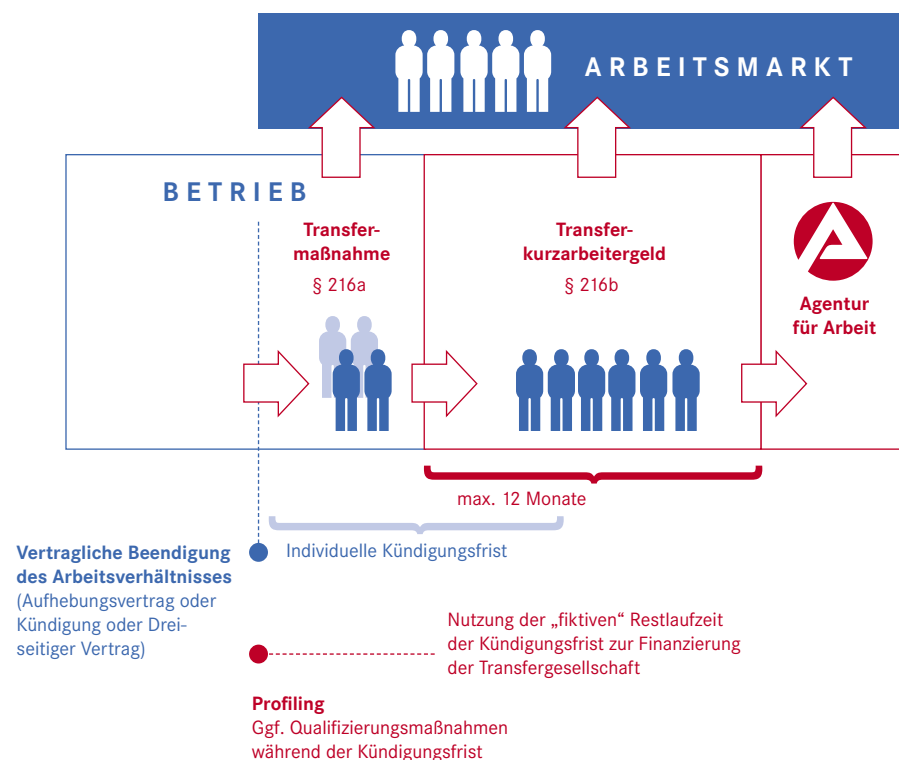 ARBEITSMARKT
BETRIEB
Transfer-
maßnahme
§ 216a
Transfer-
kurzarbeitergeld
§ 216b
Agentur
für Arbeit
max. 12 Monate
Individuelle Kündigungsfrist
Vertragliche Beendigung
des Arbeitsverhältnisses
(Aufhebungsvertrag oder
Kündigung oder Drei-
seitiger Vertrag)
Nutzung der „fiktiven“ Restlaufzeit
der Kündigungsfrist zur Finanzierung
der Transfergesellschaft
Profiling
Ggf. Qualifizierungsmaßnahmen
während der Kündigungsfrist